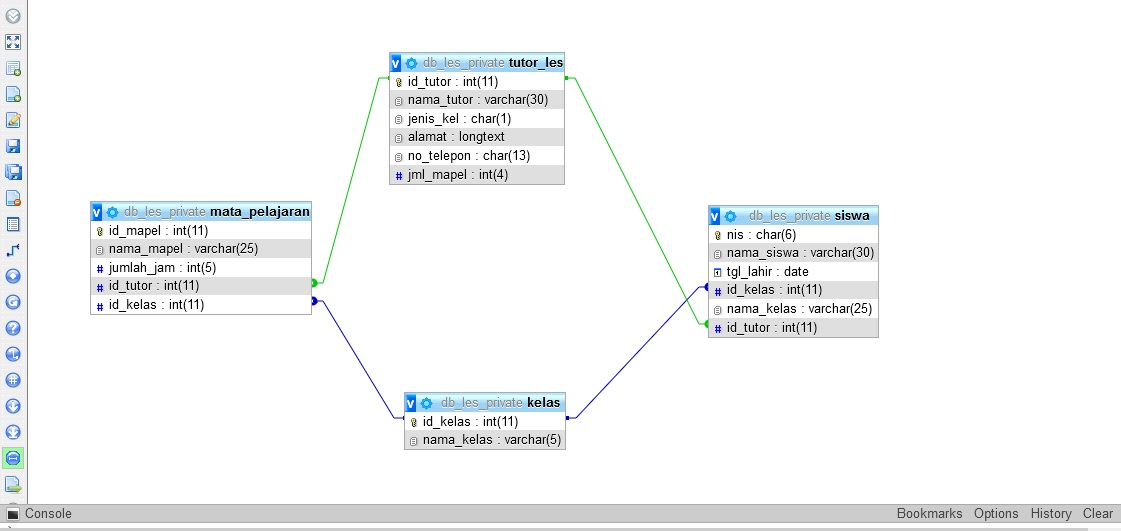 db_les_private tutor_les
id_tutor : int(11)
nama_tutor : varchar(30)
jenis_kel : char(1)
alamat : longtext
no_telepon : char(13)
jml_mapel : int(4)
db_les_private mata_pelajaran
id_mapel : int(11)
nama_mapel : varchar(25)
jumlah_jam : int(5)
id_tutor : int(11)
id_kelas : int(11)
db_les_private siswa
nis : char(6)
nama_siswa : varchar(30)
tgl_lahir : date
id_kelas : int(11)
nama_kelas : varchar(25)
id_tutor : int(11)
db_les_private kelas
id_kelas : int(11)
nama_kelas : varchar(5)
Console
Bookmarks Options History Clear